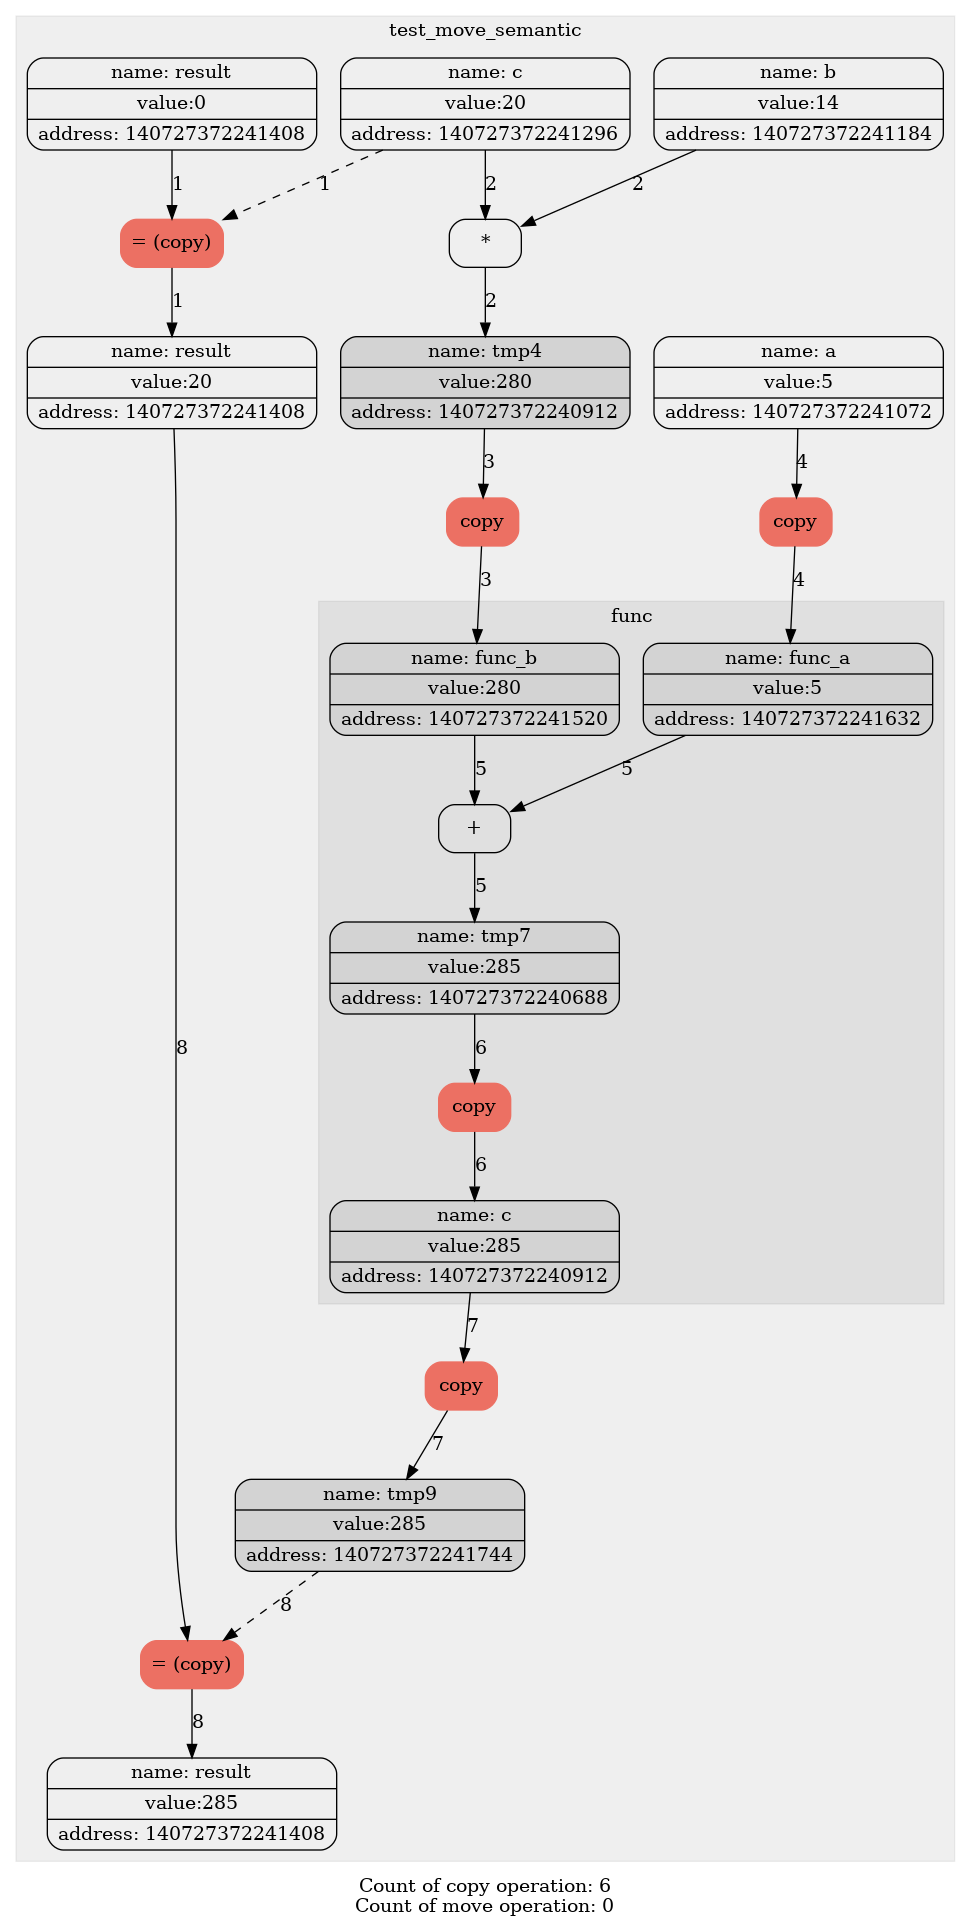 test_move_semantic
name: result
value:0
address: 140727372241408
name: c
value:20
address: 140727372241296
name: b
value:14
address: 140727372241184
1
1
2
2
= (copy)
*
1
2
name: result
value:20
address: 140727372241408
name: tmp4
value:280
address: 140727372240912
name: a
value:5
address: 140727372241072
3
4
copy
copy
3
4
func
name: func_b
value:280
address: 140727372241520
name: func_a
value:5
address: 140727372241632
5
5
+
5
name: tmp7
value:285
address: 140727372240688
8
6
copy
6
name: c
value:285
address: 140727372240912
7
copy
7
name: tmp9
value:285
address: 140727372241744
8
= (copy)
8
name: result
value:285
address: 140727372241408
Count of copy operation: 6
Count of move operation: 0